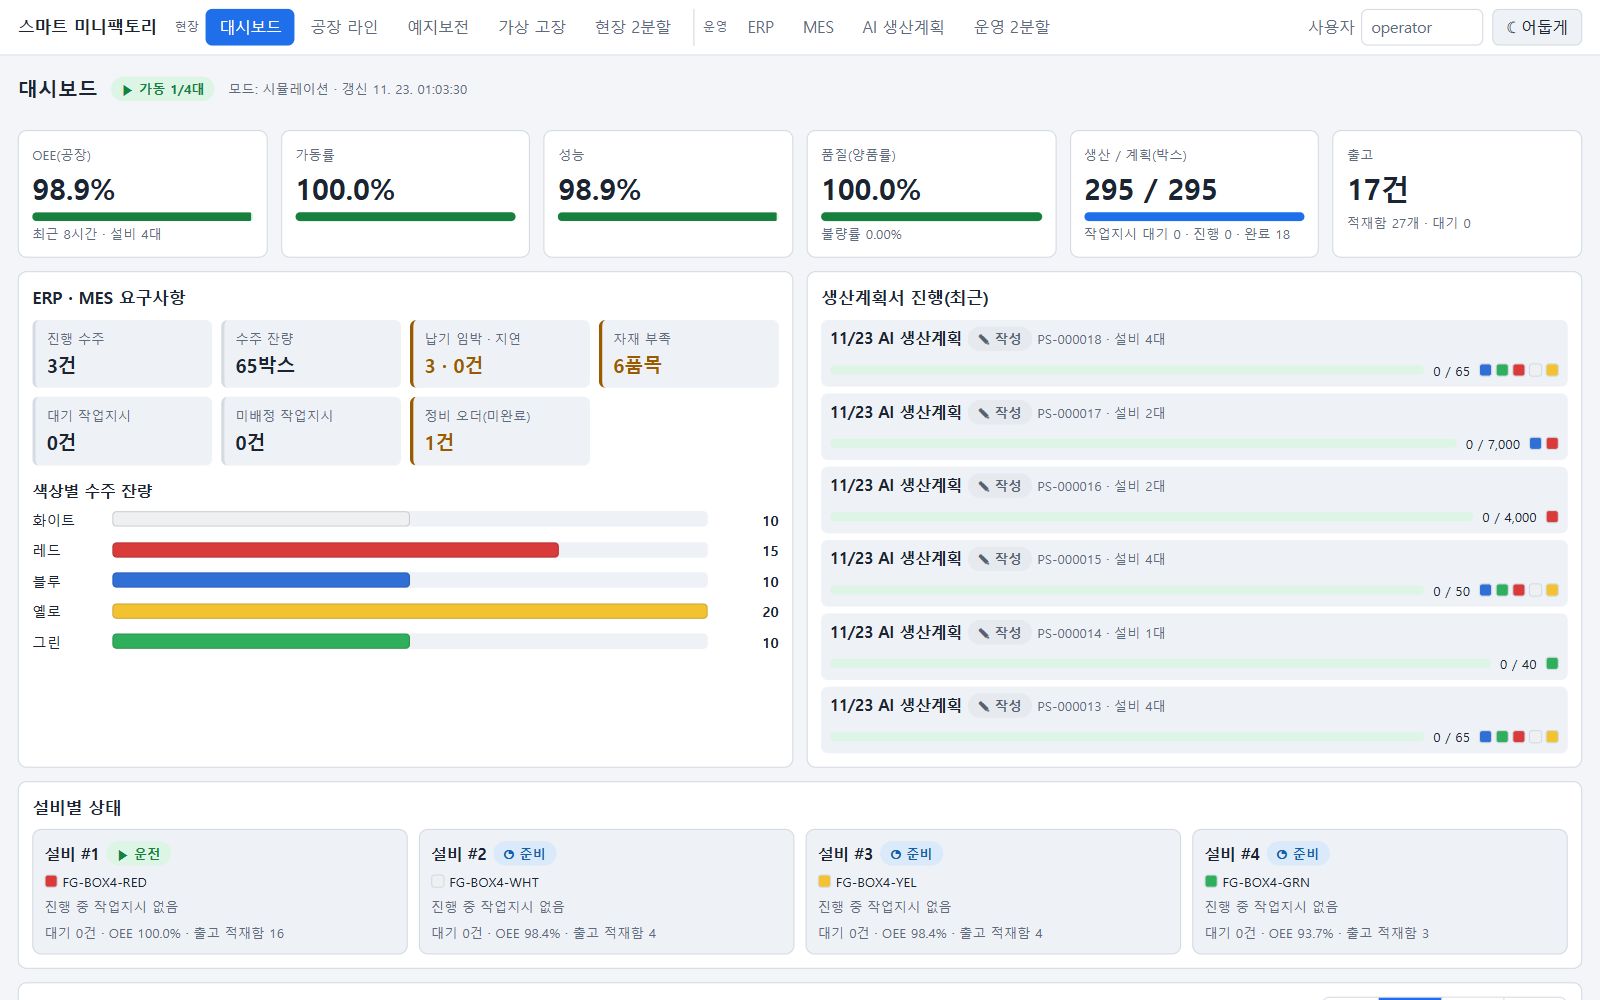 스마트 미니팩토리 현장 대시보드 공장 라인 예지보전 가상 고장 현장 2분할 운영 ERP MES AI 생산계획 운영 2분할 사용자 operator ☾ 어둡게
대시보드 ▶ 가동 1/4대 모드: 시뮬레이션 · 갱신 11. 23. 01:03:30
OEE(공장)
98.9%
최근 8시간 · 설비 4대
가동률
100.0%
성능
98.9%
품질(양품률)
100.0%
불량률 0.00%
생산 / 계획(박스)
295 / 295
작업지시 대기 0 · 진행 0 · 완료 18
출고
17건
적재함 27개 · 대기 0
ERP · MES 요구사항
진행 수주
3건
수주 잔량
65박스
납기 임박 · 지연
3 · 0건
자재 부족
6품목
대기 작업지시
0건
미배정 작업지시
0건
정비 오더(미완료)
1건
색상별 수주 잔량
화이트 10
레드 15
블루 10
옐로 20
그린 10
생산계획서 진행(최근)
11/23 AI 생산계획 ✎ 작성 PS-000018 · 설비 4대
0 / 65
11/23 AI 생산계획 ✎ 작성 PS-000017 · 설비 2대
0 / 7,000
11/23 AI 생산계획 ✎ 작성 PS-000016 · 설비 2대
0 / 4,000
11/23 AI 생산계획 ✎ 작성 PS-000015 · 설비 4대
0 / 50
11/23 AI 생산계획 ✎ 작성 PS-000014 · 설비 1대
0 / 40
11/23 AI 생산계획 ✎ 작성 PS-000013 · 설비 4대
0 / 65
설비별 상태
설비 #1 ▶ 운전
FG-BOX4-RED
진행 중 작업지시 없음
대기 0건 · OEE 100.0% · 출고 적재함 16
설비 #2 ◔ 준비
FG-BOX4-WHT
진행 중 작업지시 없음
대기 0건 · OEE 98.4% · 출고 적재함 4
설비 #3 ◔ 준비
FG-BOX4-YEL
진행 중 작업지시 없음
대기 0건 · OEE 98.4% · 출고 적재함 4
설비 #4 ◔ 준비
FG-BOX4-GRN
진행 중 작업지시 없음
대기 0건 · OEE 93.7% · 출고 적재함 3